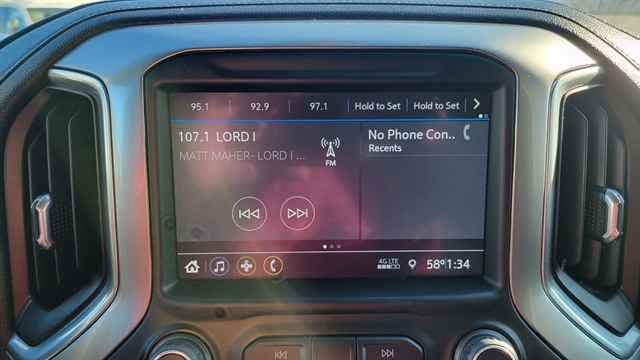 95.1 92.9 97.1 Hold to Set Hold to Set
107.1 LORD I
MATT MAHER- LORD I ...
FM
No Phone Con..
Recents
4G LTE
58° 1:34